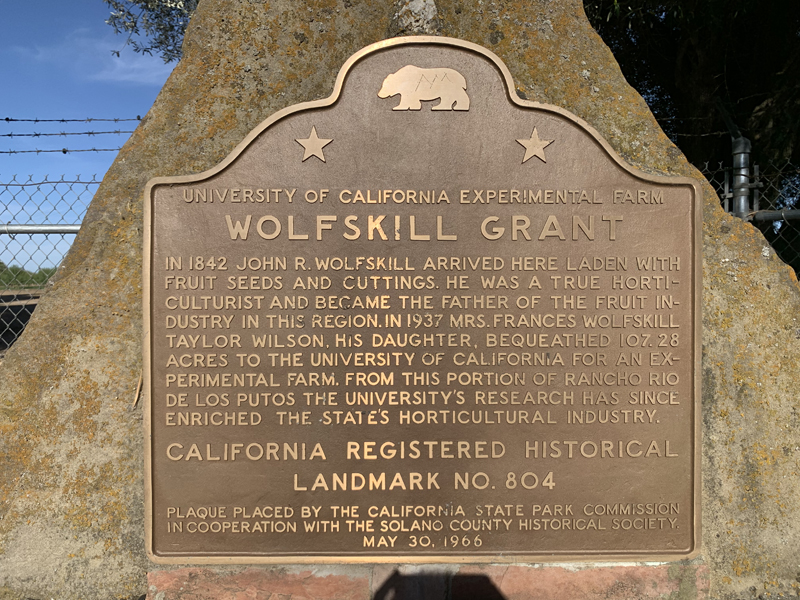 UNIVERSITY OF CALIFORNIA EXPERIMENTAL FARM
WOLFSKILL GRANT
IN 1842 JOHN R. WOLFSKILL ARRIVED HERE LADEN WITH
FRUIT SEEDS AND CUTTINGS. HE WAS A TRUE HORTI-
CULTURIST AND BECAME THE FATHER OF THE FRUIT IN-
DUSTRY IN THIS REGION. IN 1937 MRS. FRANCES WOLFSKILL
TAYLOR WILSON, HIS DAUGHTER, BEQUEATHED 107.28
ACRES TO THE UNIVERSITY OF CALIFORNIA FOR AN EX-
PERIMENTAL FARM. FROM THIS PORTION OF RANCHO RIO
DE LOS PUTOS THE UNIVERSITY'S RESEARCH HAS SINCE
ENRICHED THE STATE'S HORTICULTURAL INDUSTRY.
CALIFORNIA REGISTERED HISTORICAL
LANDMARK NO. 804
PLAQUE PLACED BY THE CALIFORNIA STATE PARK COMMISSION
IN COOPERATION WITH THE SOLANO COUNTY HISTORICAL SOCIETY.
MAY 30, 1966